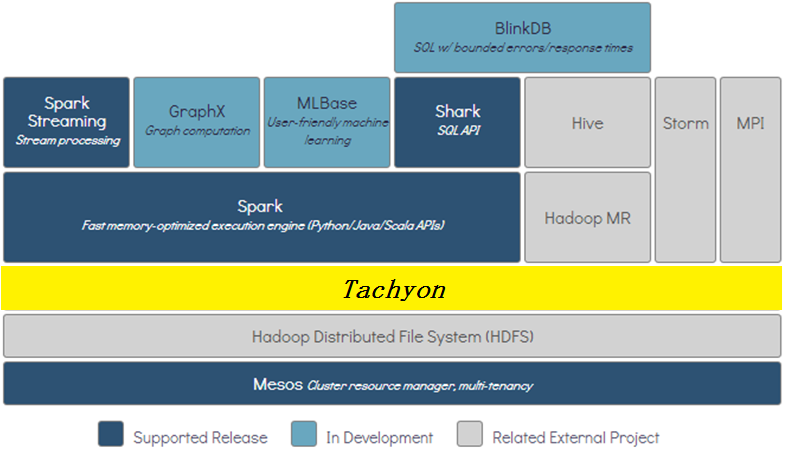 BlinkDB
SQL w/ bounded errors/response times
Spark
Streaming
Stream processing
GraphX
Graph computation
MLBase
User-friendly machine
learning
Shark
SQL API
Hive
Storm
MPI
Spark
Fast memory-optimized execution engine (Python/Java/Scala APIs)
Hadoop MR
Tachyon
Hadoop Distributed File System (HDFS)
Mesos Cluster resource manager, multi-tenancy
Supported Release
In Development
Related External Project